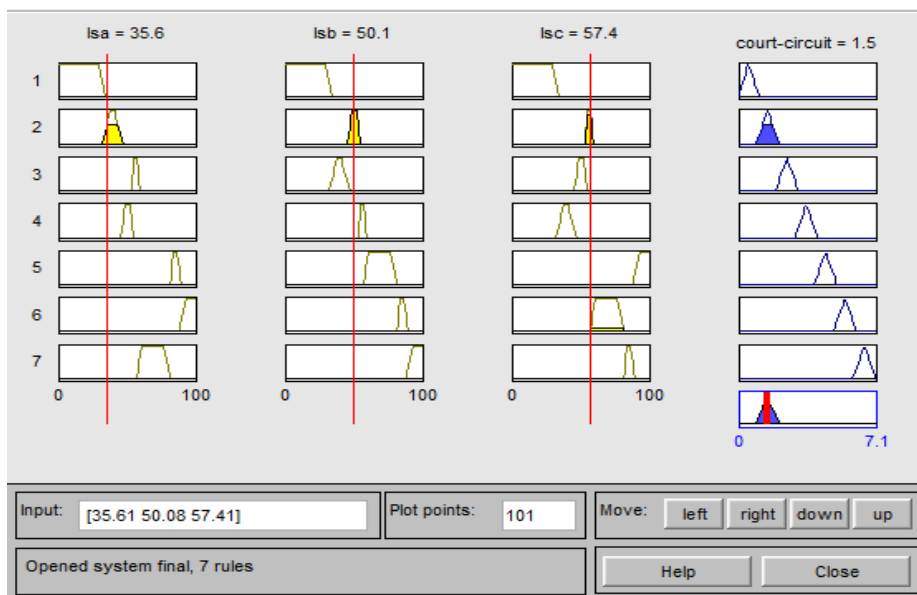 Isa = 35.6
Isb = 50.1
Isc = 57.4
court-circuit = 1.5
1
2
3
4
5
6
7
0 100
0 100
0 100
0 7.1
Input: [35.61 50.08 57.41]
Plot points: 101
Move: left right down up
Opened system final, 7 rules
Help Close